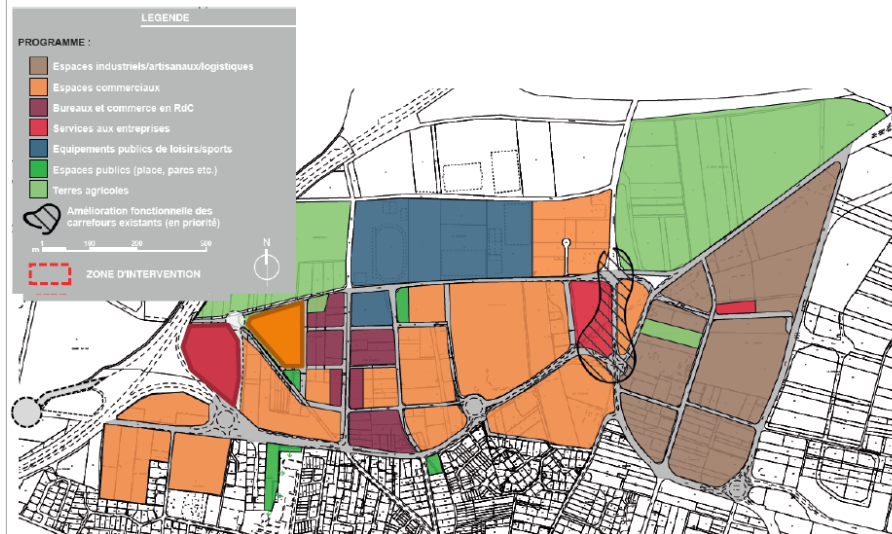 LEGENDE
PROGRAMME :
Espaces industriels/artisanaux/logistiques
Espaces commerciaux
Bureaux et commerce en RdC
Services aux entreprises
Equipements publics de loisirs/sports
Espaces publics (place, parcs etc.)
Terres agricoles
Amélioration fonctionnelle des
carrefours existants (en priorité)
m 1 100 200 500
N
ZONE D'INTERVENTION